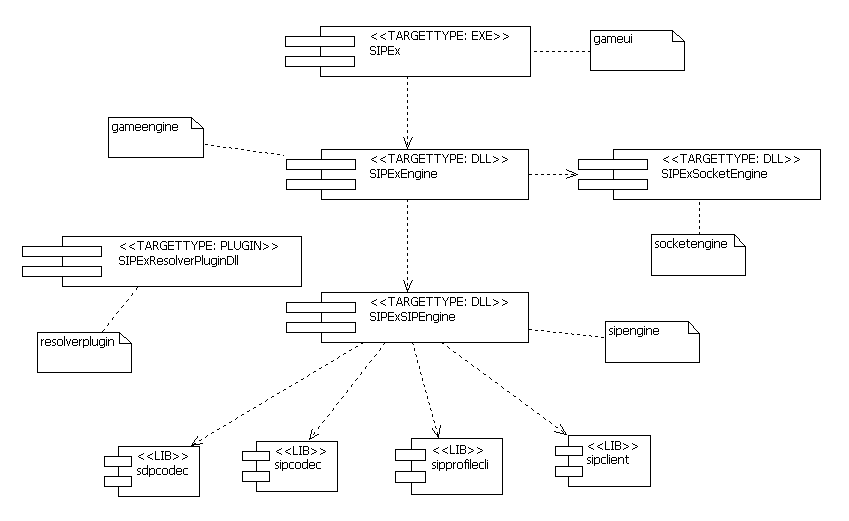 <<TARGETTYPE: EXE>>
SIPEx
gameui
gameengine
<<TARGETTYPE: DLL>>
SIPExEngine
<<TARGETTYPE: DLL>>
SIPExSocketEngine
<<TARGETTYPE: PLUGIN>>
SIPExResolverPluginDll
socketengine
<<TARGETTYPE: DLL>>
SIPExSIPEngine
sipengine
resolverplugin
<<LIB>>
sdpcodec
<<LIB>>
sipcodec
<<LIB>>
sipprofilecli
<<LIB>>
sipclient